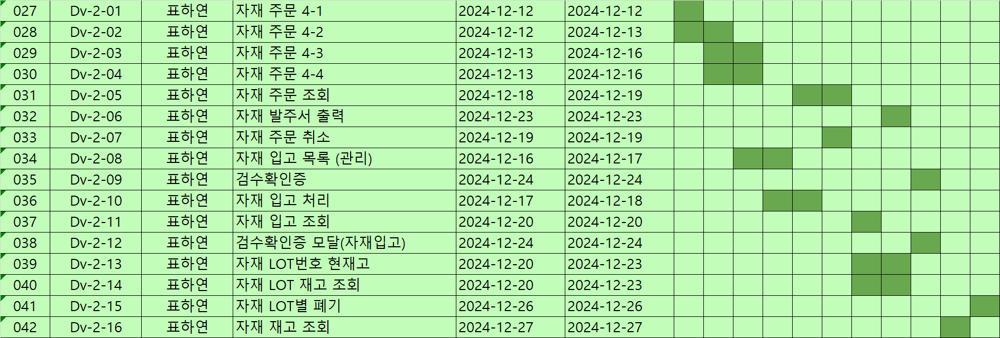 027 Dv-2-01 표하연 자재 주문 4-1 2024-12-12 2024-12-12
028 Dv-2-02 표하연 자재 주문 4-2 2024-12-12 2024-12-13
029 Dv-2-03 표하연 자재 주문 4-3 2024-12-13 2024-12-16
030 Dv-2-04 표하연 자재 주문 4-4 2024-12-13 2024-12-16
031 Dv-2-05 표하연 자재 주문 조회 2024-12-18 2024-12-19
032 Dv-2-06 표하연 자재 발주서 출력 2024-12-23 2024-12-23
033 Dv-2-07 표하연 자재 주문 취소 2024-12-19 2024-12-19
034 Dv-2-08 표하연 자재 입고 목록 (관리) 2024-12-16 2024-12-17
035 Dv-2-09 표하연 검수확인증 2024-12-24 2024-12-24
036 Dv-2-10 표하연 자재 입고 처리 2024-12-17 2024-12-18
037 Dv-2-11 표하연 자재 입고 조회 2024-12-20 2024-12-20
038 Dv-2-12 표하연 검수확인증 모달(자재입고) 2024-12-24 2024-12-24
039 Dv-2-13 표하연 자재 LOT번호 현재고 2024-12-20 2024-12-23
040 Dv-2-14 표하연 자재 LOT 재고 조회 2024-12-20 2024-12-23
041 Dv-2-15 표하연 자재 LOT별 폐기 2024-12-26 2024-12-26
042 Dv-2-16 표하연 자재 재고 조회 2024-12-27 2024-12-27